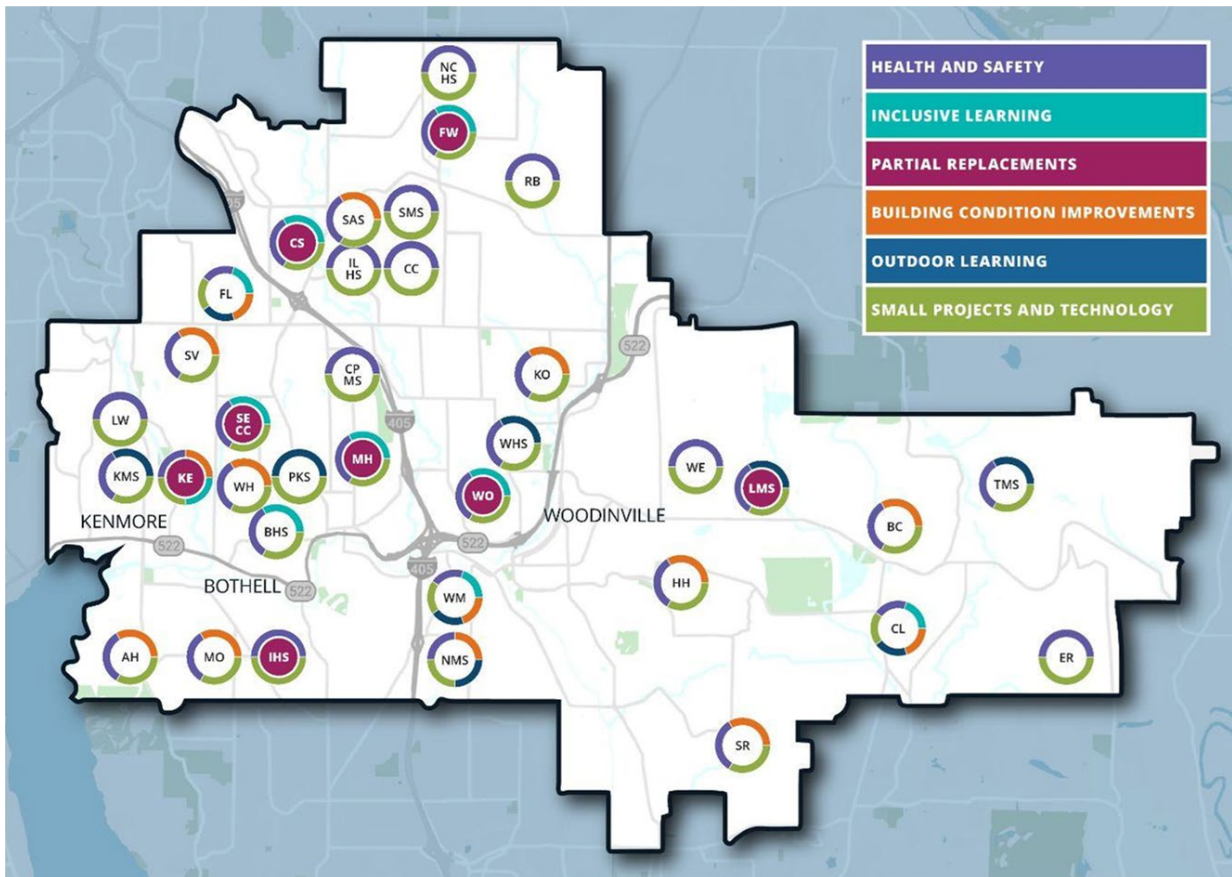 HEALTH AND SAFETY
INCLUSIVE LEARNING
PARTIAL REPLACEMENTS
BUILDING CONDITION IMPROVEMENTS
OUTDOOR LEARNING
SMALL PROJECTS AND TECHNOLOGY
NC
HS
FW
RB
SAS
SMS
CS
IL
HS
CC
FL
SV
CP
MS
KO
522
LW
SE
CC
405
WHS
KMS
KE
WH
PKS
MH
WO
WE
LMS
TMS
KENMORE
BHS
WOODINVILLE
BC
522
522
BOTHELL
522
405
WM
HH
CL
AH
MO
IHS
NMS
ER
SR